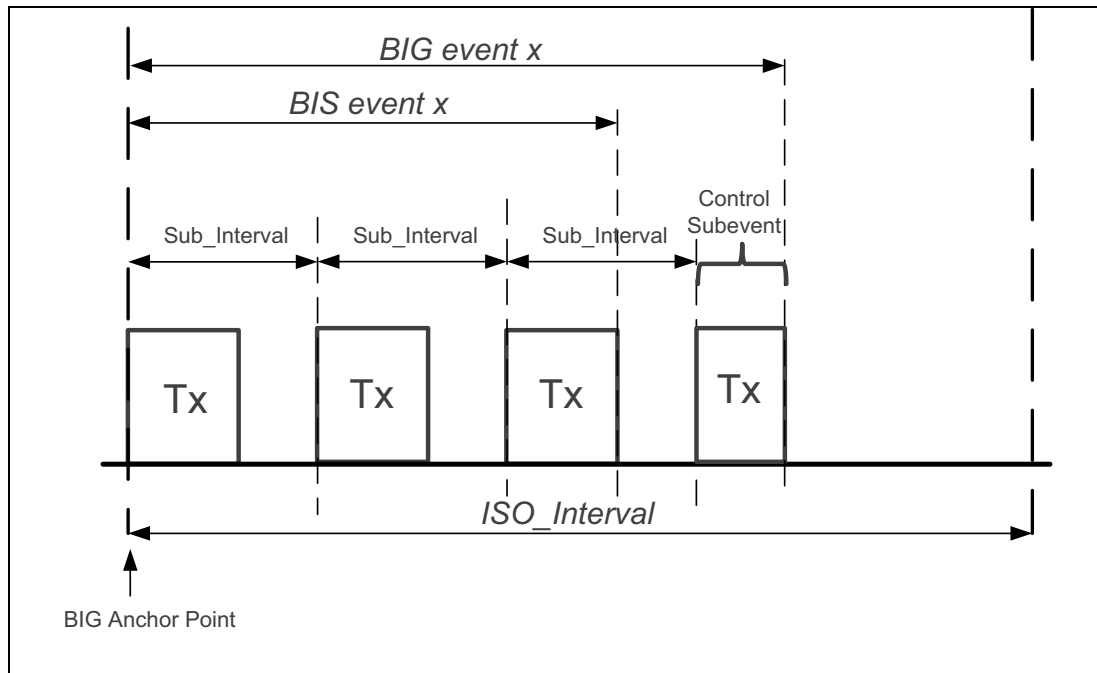 BIG event x
BIS event x
Control
Subevent
Sub_Interval
Sub_Interval
Sub_Interval
Tx
Tx
Tx
Tx
ISO_Interval
BIG Anchor Point